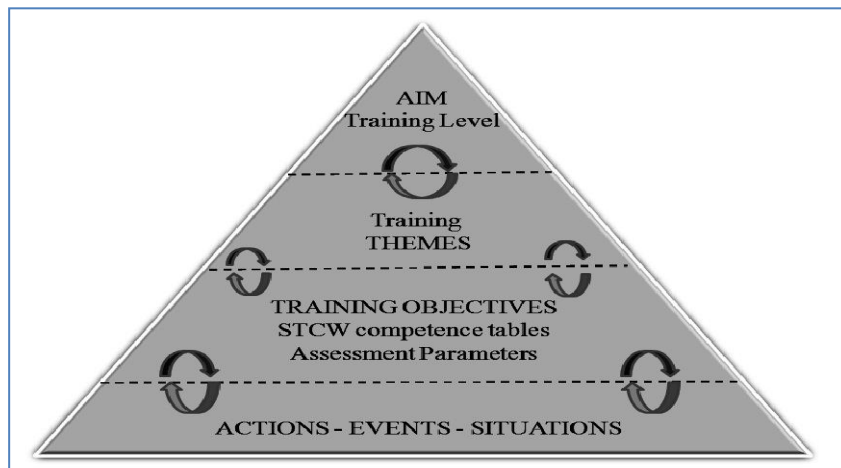 AIM
Training Level
Training
THEMES
TRAINING OBJECTIVES
STCW competence tables
Assessment Parameters
ACTIONS - EVENTS - SITUATIONS